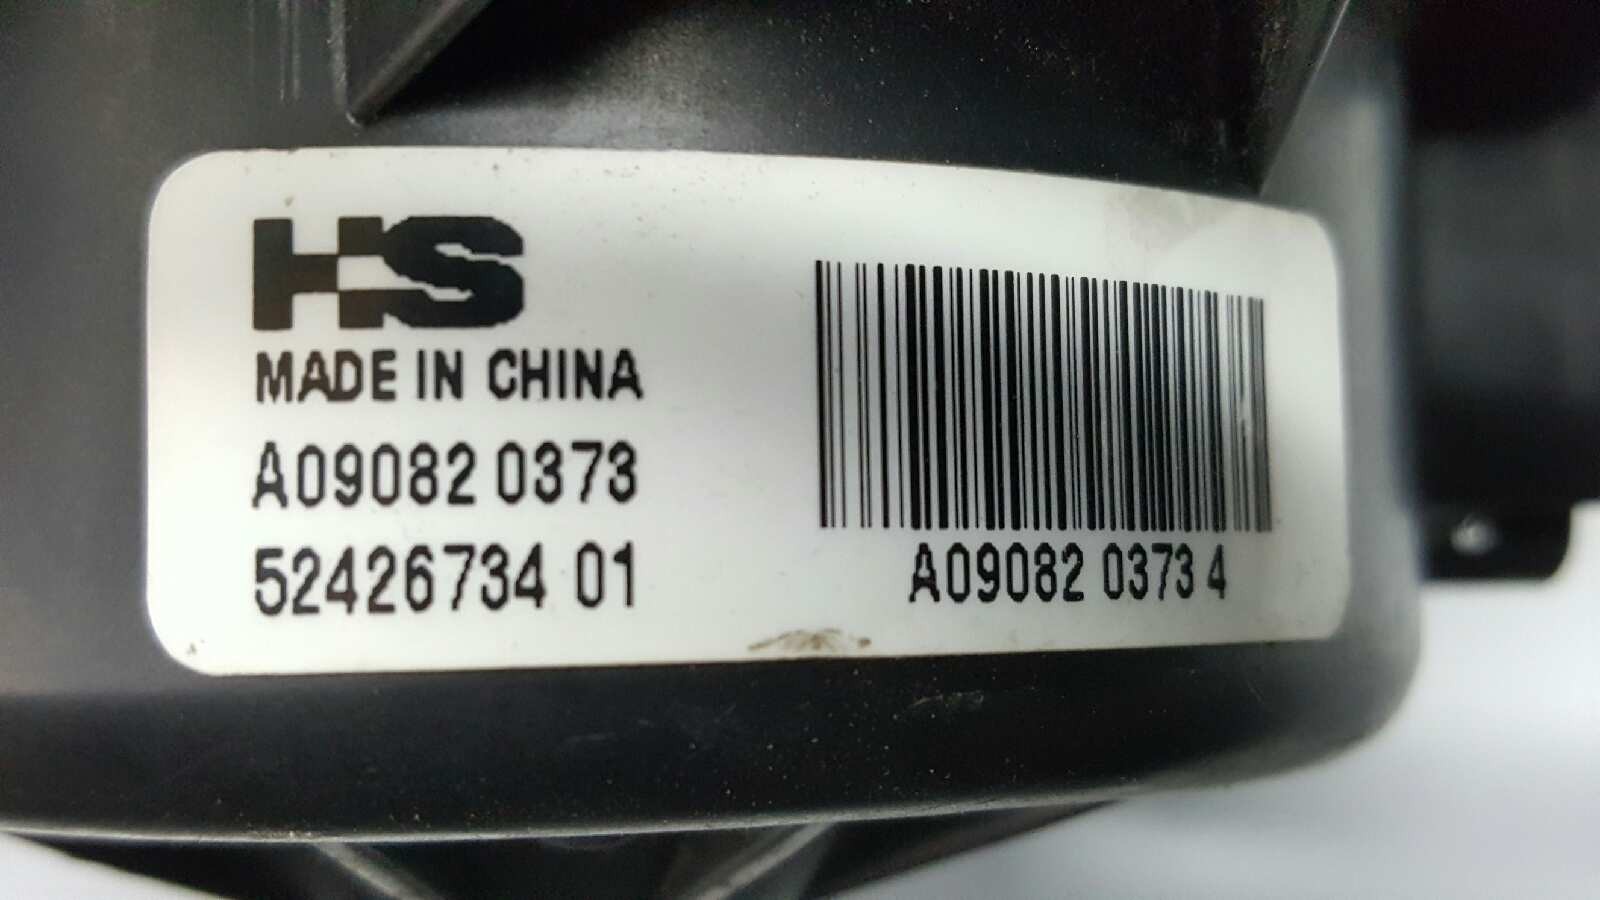 HS
MADE IN CHINA
A09082 0373
52426734 01
A09082 0373 4